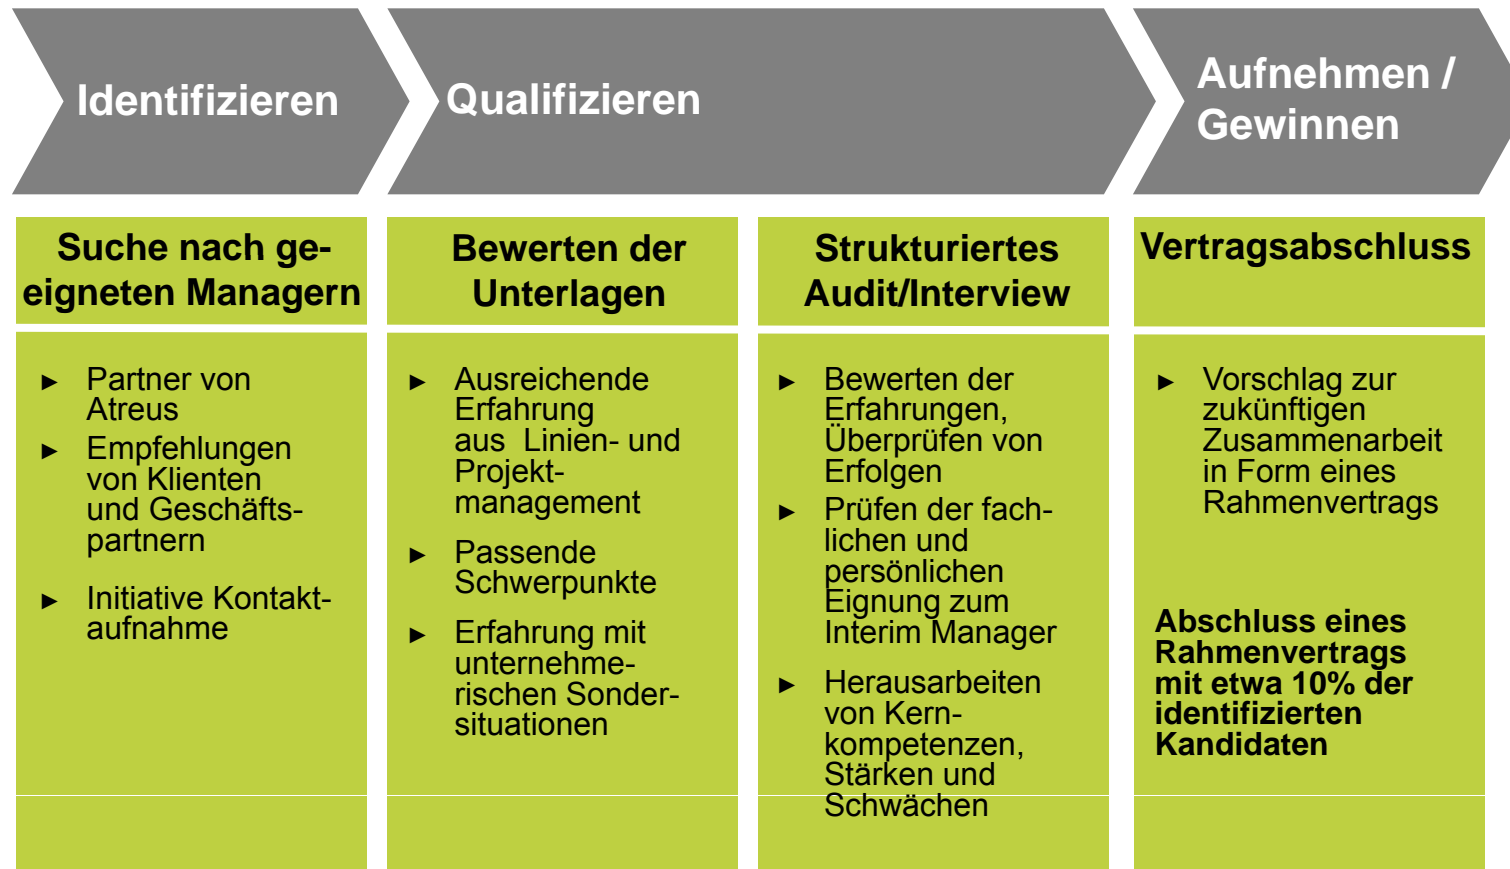 Identifizieren
Qualifizieren
Aufnehmen /
Gewinnen
Suche nach ge-
eigneten Managern
► Partner von
Atreus
► Empfehlungen
von Klienten
und Geschäfts-
partnern
► Initiative Kontakt-
aufnahme
Bewerten der
Unterlagen
► Ausreichende
Erfahrung
aus Linien- und
Projekt-
management
► Passende
Schwerpunkte
► Erfahrung mit
unternehme-
rischen Sonder-
situationen
Strukturiertes
Audit/Interview
► Bewerten der
Erfahrungen,
Überprüfen von
Erfolgen
► Prüfen der fach-
lichen und
persönlichen
Eignung zum
Interim Manager
► Herausarbeiten
von Kern-
kompetenzen,
Stärken und
Schwächen
Vertragsabschluss
► Vorschlag zur
zukünftigen
Zusammenarbeit
in Form eines
Rahmenvertrags
Abschluss eines
Rahmenvertrags
mit etwa 10% der
identifizierten
Kandidaten